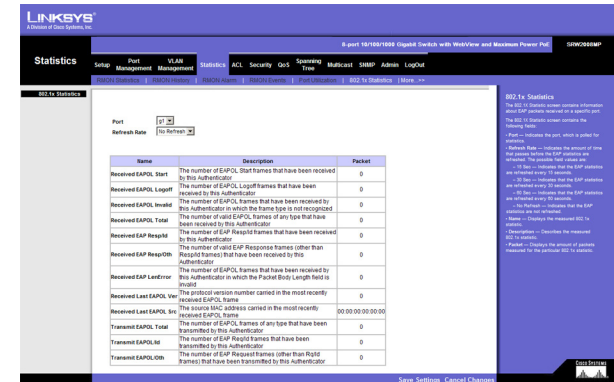 LINKSYS®
A Division of Cisco Systems, Inc.
8-port 10/100/1000 Gigabit Switch with WebView and Maximum Power PoE
SRW2008MP
Statistics
Setup
Port Management
VLAN Management
Statistics
ACL
Security
QoS
Spanning Tree
Multicast
SNMP
Admin
LogOut
RMON Statistics | RMON History | RMON Alarm | RMON Events | Port Utilization | 802.1x Statistics | More...>>
802.1x Statistics
Port g1
Refresh Rate No Refresh
Name Description Packet
Received EAPOL Start The number of EAPOL Start frames that have been received by this Authenticator 0
Received EAPOL Logoff The number of EAPOL Logoff frames that have been received by this Authenticator 0
Received EAPOL Invalid The number of EAPOL frames that have been received by this Authenticator in which the frame type is not recognized 0
Received EAPOL Total The number of valid EAPOL frames of any type that have been received by this Authenticator 0
Received EAP Resp/Id The number of EAP Resp/Id frames that have been received by this Authenticator 0
Received EAP Resp/Oth The number of valid EAP Response frames (other than Resp/Id frames) that have been received by this Authenticator 0
Received EAP LenError The number of EAPOL frames that have been received by this Authenticator in which the Packet Body Length field is invalid 0
Received Last EAPOL Ver The protocol version number carried in the most recently received EAPOL frame 0
Received Last EAPOL Src The source MAC address carried in the most recently received EAPOL frame 00:00:00:00:00:00
Transmit EAPOL Total The number of EAPOL frames of any type that have been transmitted by this Authenticator 0
Transmit EAPOL/Id The number of EAP Req/Id frames that have been transmitted by this Authenticator 0
Transmit EAPOL/Oth The number of EAP Request frames (other than Rq/Id frames) that have been transmitted by this Authenticator 0
802.1x Statistics
The 802.1X Statistic screen contains information about EAP packets received on a specific port.
The 802.1X Statistic screen contains the following fields:
• Port — Indicates the port, which is polled for statistics.
• Refresh Rate — Indicates the amount of time that passes before the EAP statistics are refreshed. The possible field values are:
– 15 Sec — Indicates that the EAP statistics are refreshed every 15 seconds.
– 30 Sec — Indicates that the EAP statistics are refreshed every 30 seconds.
– 60 Sec — Indicates that the EAP statistics are refreshed every 60 seconds.
– No Refresh — Indicates that the EAP statistics are not refreshed.
• Name — Displays the measured 802.1x statistic.
• Description — Describes the measured 802.1x statistic.
• Packet — Displays the amount of packets measured for the particular 802.1x statistic.
Save Settings Cancel Changes
CISCO SYSTEMS